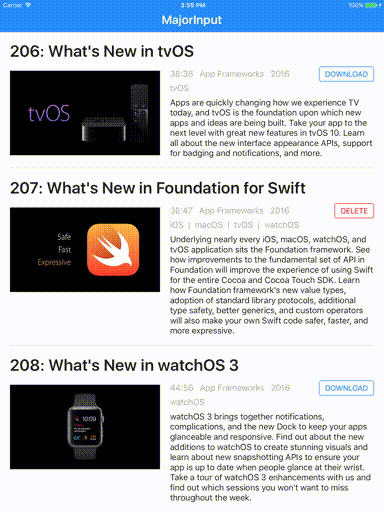 Carrier 3:59 PM 100%
MajorInput
206: What's New in tvOS
38:38 App Frameworks 2016 DOWNLOAD
tvOS
tvOS
Apps are quickly changing how we experience TV
today, and tvOS is the foundation upon which new
apps and ideas are being built. Take your app to the
next level with great new features in tvOS 10. Learn
all about the new interface appearance APIs, support
for badging and notifications, and more.
207: What's New in Foundation for Swift
38:47 App Frameworks 2016 DELETE
iOS | macOS | tvOS | watchOS
Safe
Fast
Expressive
Underlying nearly every iOS, macOS, watchOS, and
tvOS application sits the Foundation framework. See
how improvements to the fundamental set of API in
Foundation will improve the experience of using Swift
for the entire Cocoa and Cocoa Touch SDK. Learn
how Foundation framework's new value types,
adoption of standard library protocols, additional
type safety, better generics, and custom operators
will also make your own Swift code safer, faster, and
more expressive.
208: What's New in watchOS 3
44:56 App Frameworks 2016 DOWNLOAD
watchOS
watchOS 3 brings together notifications,
complications, and the new Dock to keep your apps
glanceable and responsive. Find out about the new
additions to watchOS to create stunning visuals and
learn about new snapshotting APIs to ensure your
app is up to date when people glance at their wrist.
Take a tour of watchOS 3 enhancements with us and
find out which sessions you won't want to miss
throughout the week.